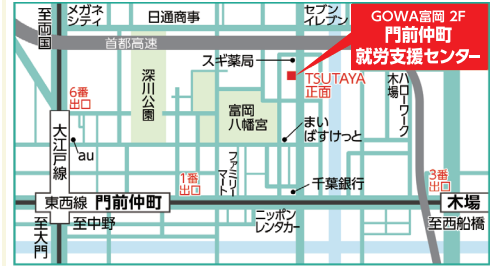 至両国
メガネ
シティ
日通商事
セブン
イレブン
GOWA富岡 2F
門前仲町
就労支援センター
首都高速
スギ薬局
TSUTAYA
正面
6番
出口
深川公園
富岡
八幡宮
ハローワーク
木場
大江戸線
au
まい
ばすけっと
ファミリー
マート
1番
出口
千葉銀行
3番
出口
東西線 門前仲町
木場
至大門
至中野
ニッポン
レンタカー
至西船橋